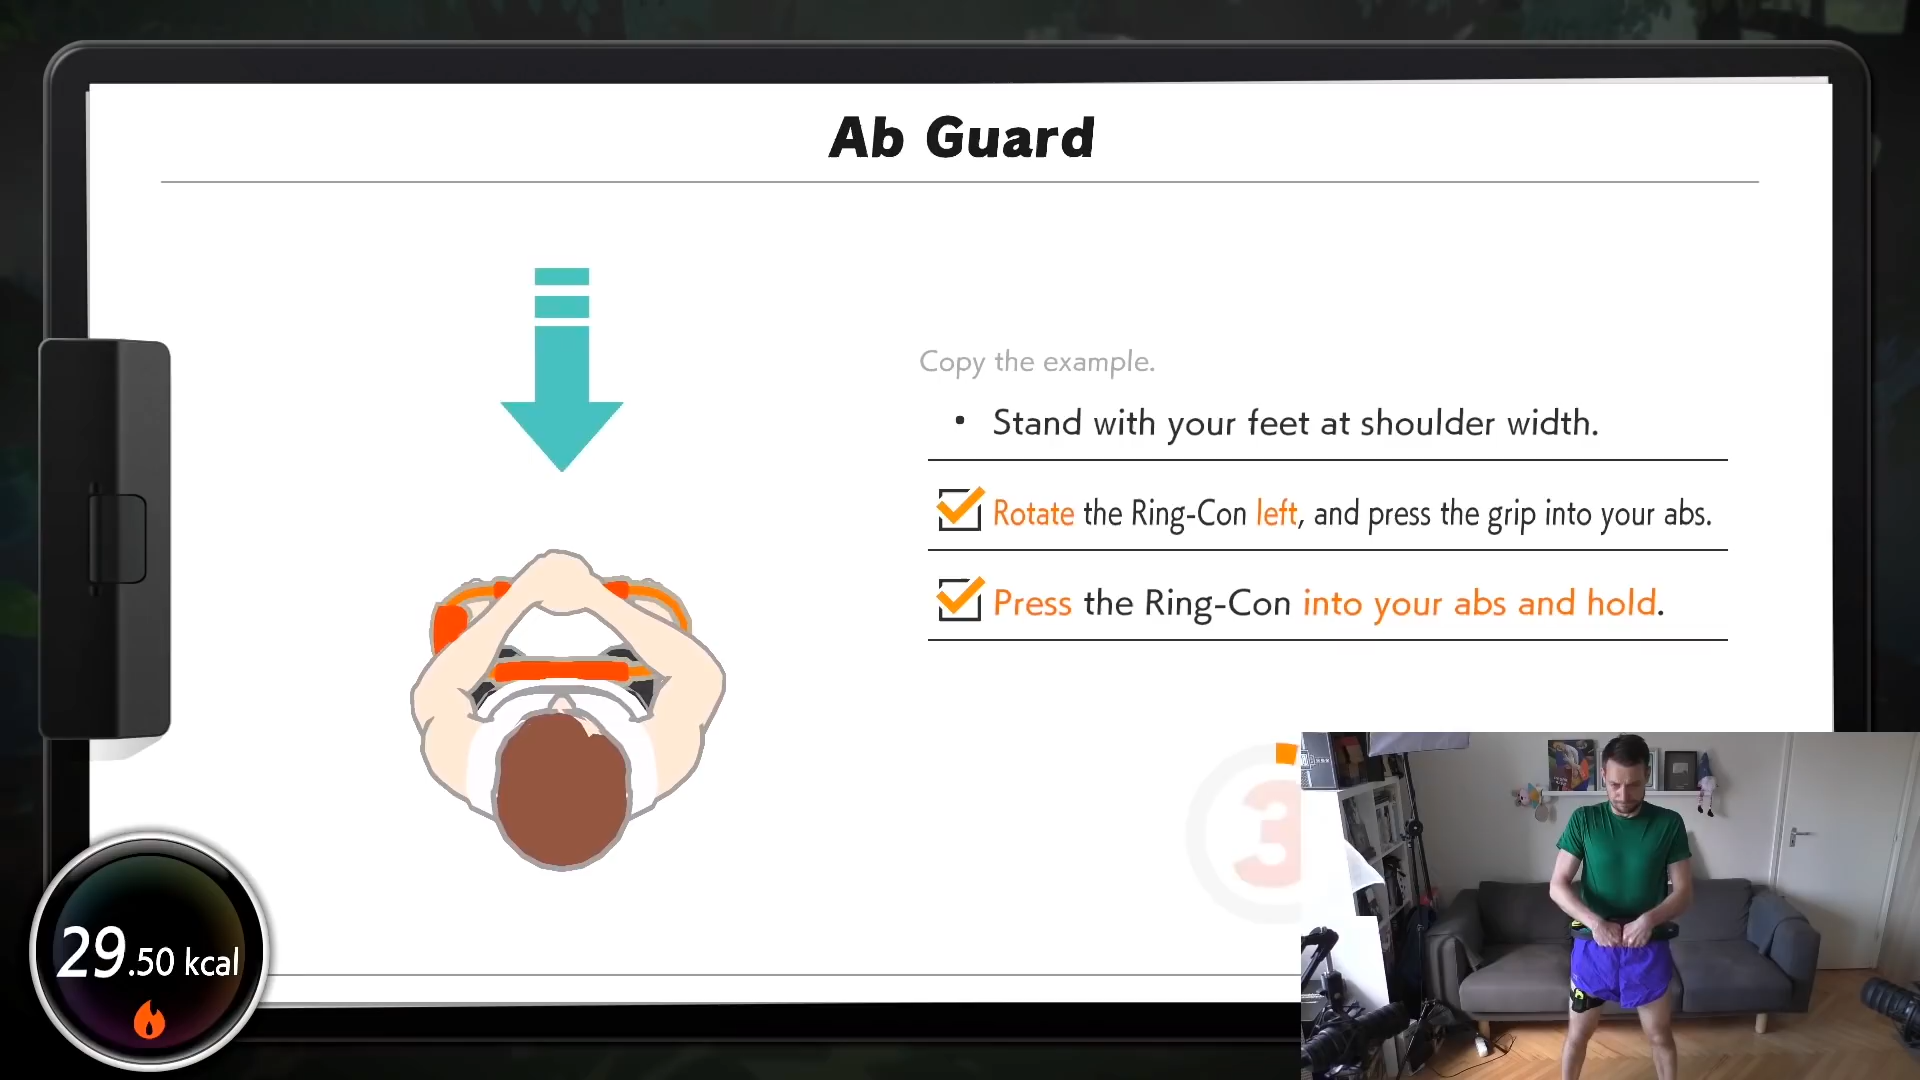 Ab Guard
Copy the example.
• Stand with your feet at shoulder width.
Rotate the Ring-Con left, and press the grip into your abs.
Press the Ring-Con into your abs and hold.
3
29.50 kcal